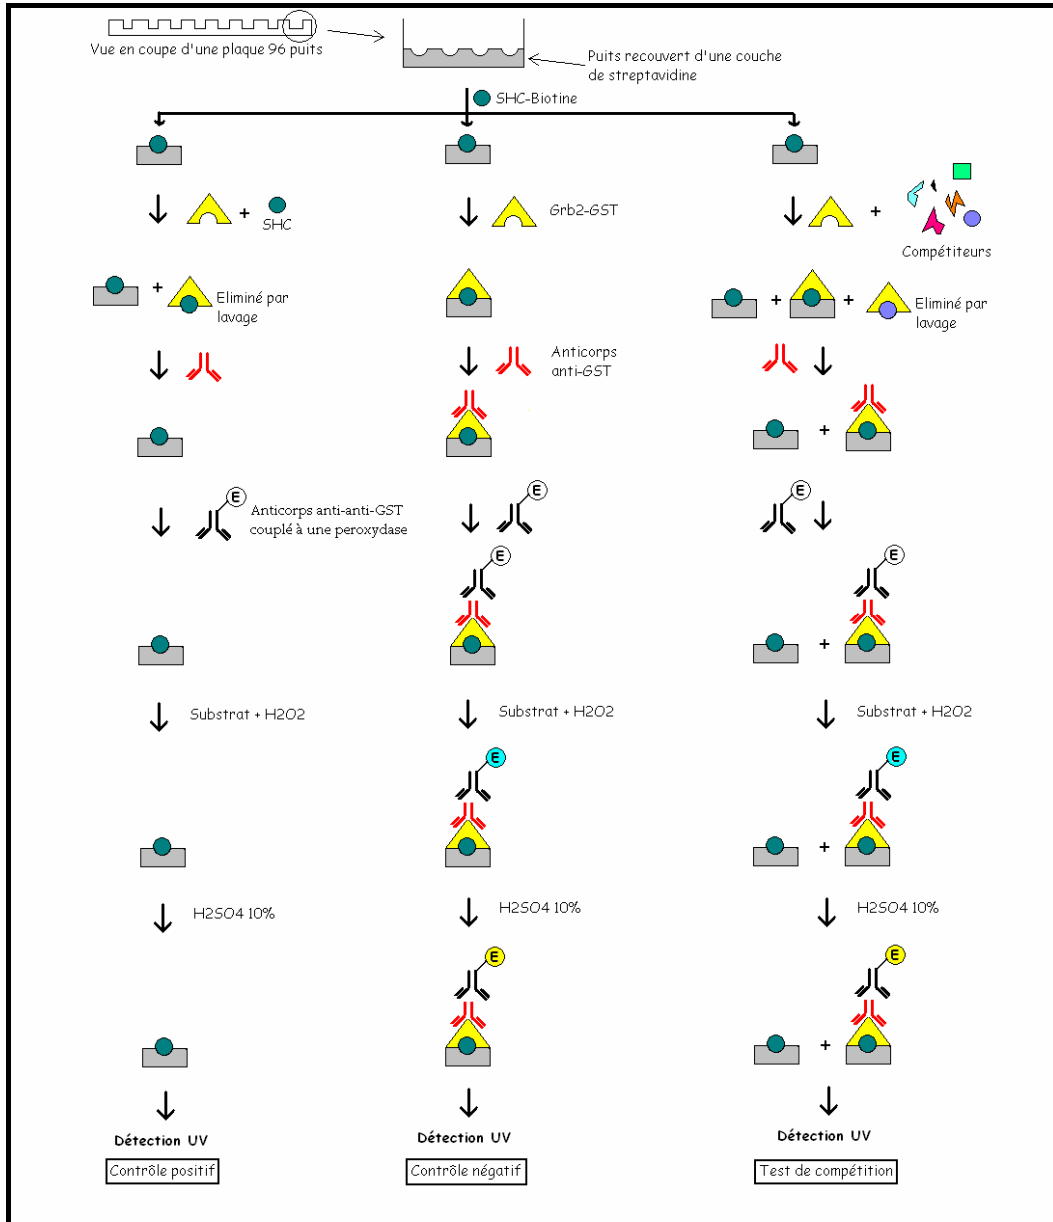 Vue en coupe d'une plaque 96 puits
Puits recouvert d'une couche
de streptavidine
SHC-Biotine
+
SHC
Grb2-GST
+
Compétiteurs
+
Eliminé par
lavage
+
+
Eliminé par
lavage
Anticorps
anti-GST
+
E
Anticorps anti-anti-GST
couplé à une peroxydase
E
E
E
E
+
Substrat + H2O2
Substrat + H2O2
Substrat + H2O2
E
E
+
H2SO4 10%
H2SO4 10%
H2SO4 10%
E
E
+
Détection UV
Détection UV
Détection UV
Contrôle positif
Contrôle négatif
Test de compétition